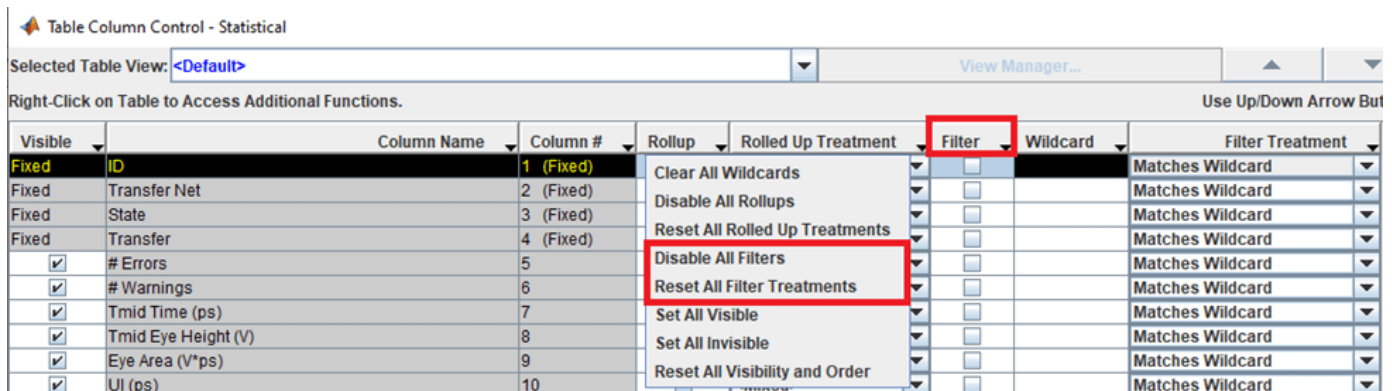 Table Column Control - Statistical
Selected Table View: <Default> View Manager...
Right-Click on Table to Access Additional Functions. Use Up/Down Arrow But
Visible Column Name Column # Rollup Rolled Up Treatment Filter Wildcard Filter Treatment
Fixed ID 1 (Fixed) Matches Wildcard
Clear All Wildcards
Fixed Transfer Net 2 (Fixed) Matches Wildcard
Disable All Rollups
Fixed State 3 (Fixed) Matches Wildcard
Reset All Rolled Up Treatments
Fixed Transfer 4 (Fixed) Matches Wildcard
Disable All Filters
# Errors 5 Matches Wildcard
Reset All Filter Treatments
# Warnings 6 Matches Wildcard
Set All Visible
Tmid Time (ps) 7 Matches Wildcard
Set All Invisible
Tmid Eye Height (V) 8 Matches Wildcard
Reset All Visibility and Order
Eye Area (V*ps) 9 Matches Wildcard
UI (ps) 10 Matches Wildcard